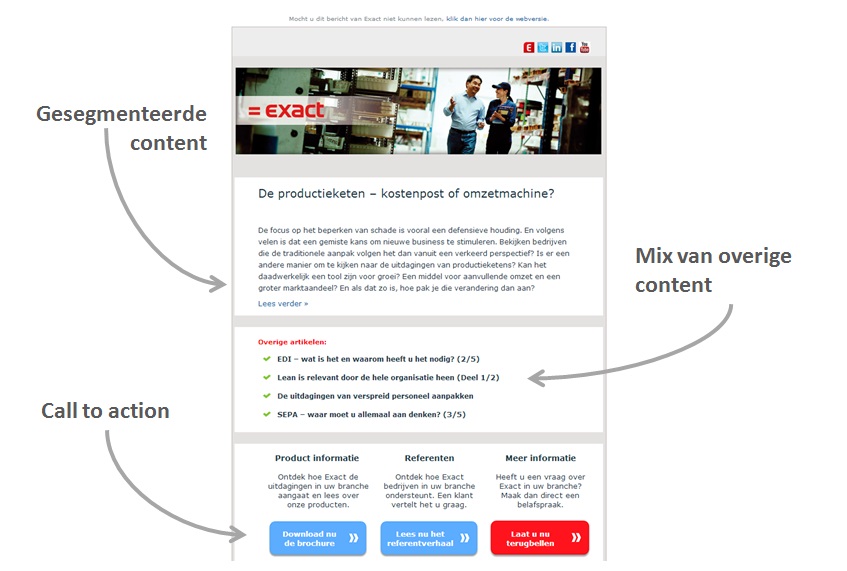 Mocht u dit bericht van Exact niet kunnen lezen, klik dan hier voor de webversie.
E in f You Tube
= exact
Gesegmenteerde
content
De productieketen – kostenpost of omzetmachine?
De focus op het beperken van schade is vooral een defensieve houding. En volgens
velen is dat een gemiste kans om nieuwe business te stimuleren. Bekijken bedrijven
die de traditionele aanpak volgen het dan vanuit een verkeerd perspectief? Is er een
andere manier om te kijken naar de uitdagingen van productieketens? Kan het
daadwerkelijk een tool zijn voor groei? Een middel voor aanvullende omzet en een
groter marktaandeel? En als dat zo is, hoe pak je die verandering dan aan?
Lees verder »
Mix van overige
content
Overige artikelen:
EDI – wat is het en waarom heeft u het nodig? (2/5)
Lean is relevant door de hele organisatie heen (Deel 1/2)
De uitdagingen van verspreid personeel aanpakken
SEPA – waar moet u allemaal aan denken? (3/5)
Call to action
Product informatie
Ontdek hoe Exact de
uitdagingen in uw branche
aangaat en lees over
onze producten.
Download nu
de brochure »
Referenten
Ontdek hoe Exact
bedrijven in uw branche
ondersteunt. Een klant
vertelt het u graag.
Lees nu het
referentverhaal »
Meer informatie
Heeft u een vraag over
Exact in uw branche?
Maak dan direct een
belafspraak.
Laat u nu
terugbellen »